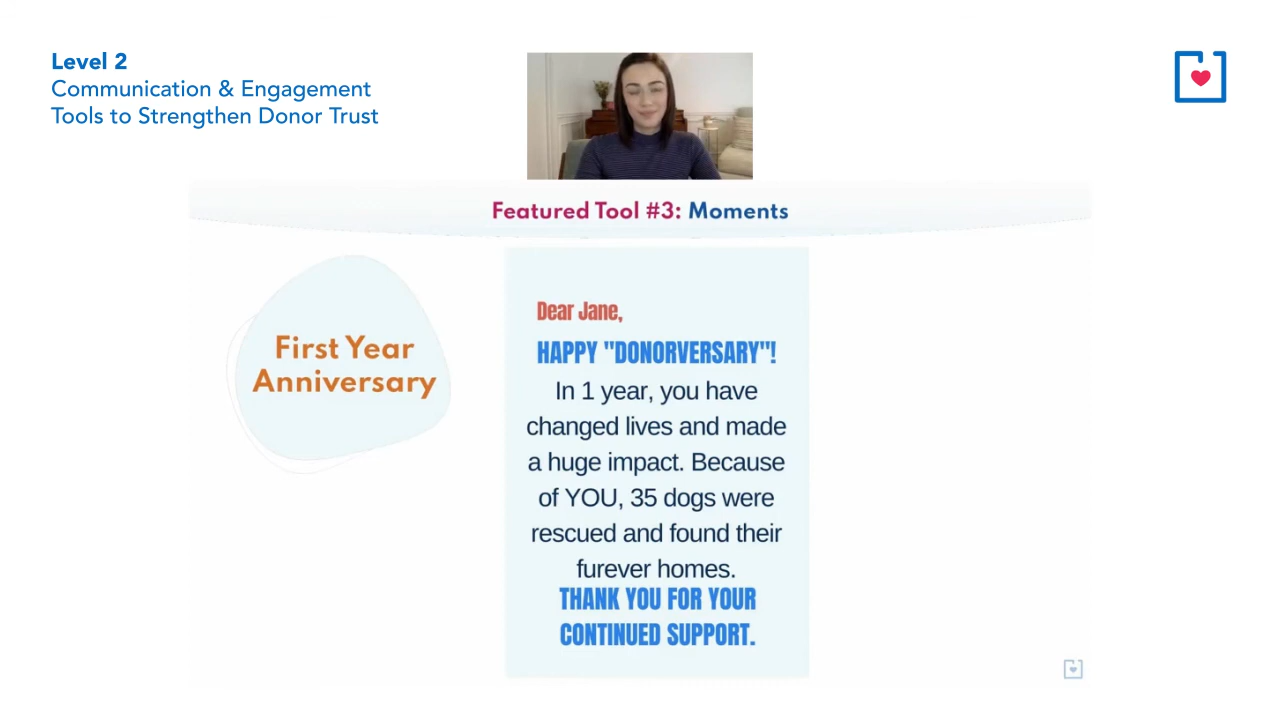 Level 2
Communication & Engagement
Tools to Strengthen Donor Trust
Featured Tool #3: Moments
First Year
Anniversary
Dear Jane,
HAPPY "DONORVERSARY"!
In 1 year, you have
changed lives and made
a huge impact. Because
of YOU, 35 dogs were
rescued and found their
furever homes.
THANK YOU FOR YOUR
CONTINUED SUPPORT.